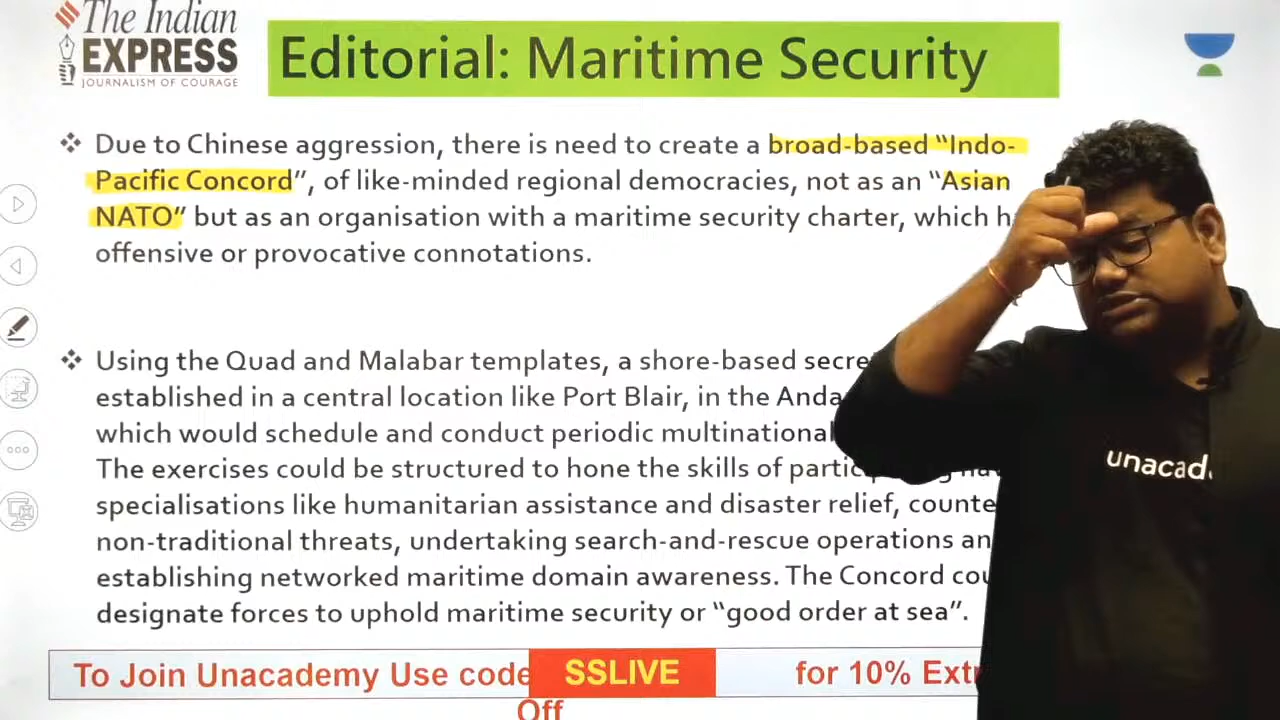 The Indian
EXPRESS
JOURNALISM OF COURAGE
Editorial: Maritime Security
Due to Chinese aggression, there is need to create a broad-based “Indo-
Pacific Concord”, of like-minded regional democracies, not as an “Asian
NATO” but as an organisation with a maritime security charter, which
offensive or provocative connotations.
Using the Quad and Malabar templates, a shore-based
established in a central location like Port Blair, in the
which would schedule and conduct periodic multinational
The exercises could be structured to hone the skills of
specialisations like humanitarian assistance and disaster relief,
non-traditional threats, undertaking search-and-rescue operations
establishing networked maritime domain awareness. The Concord
designate forces to uphold maritime security or “good order at sea”.
unacad
To Join Unacademy Use code SSLIVE for 10%
Off